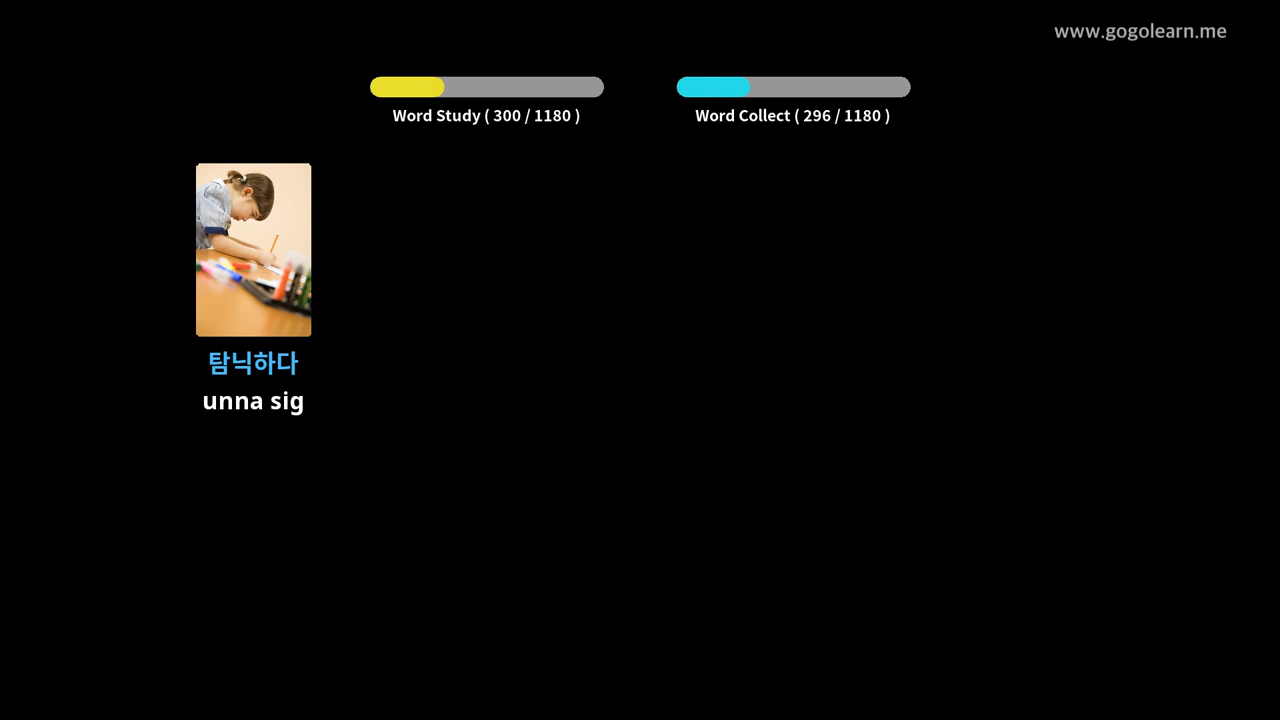 www.gogolearn.me
Word Study ( 300 / 1180 )
Word Collect ( 296 / 1180 )
탐닉하다
unna sig